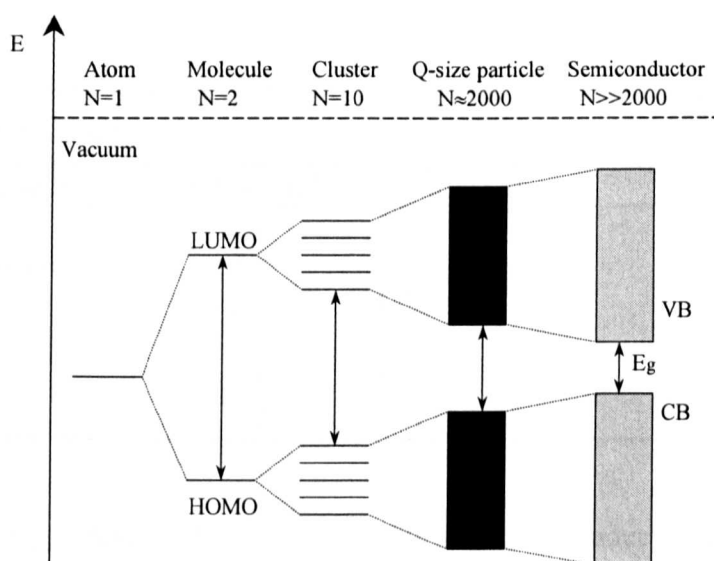 E
Atom Molecule Cluster Q-size particle Semiconductor
N=1 N=2 N=10 N≈2000 N>>2000
Vacuum
LUMO
VB
Eg
CB
HOMO